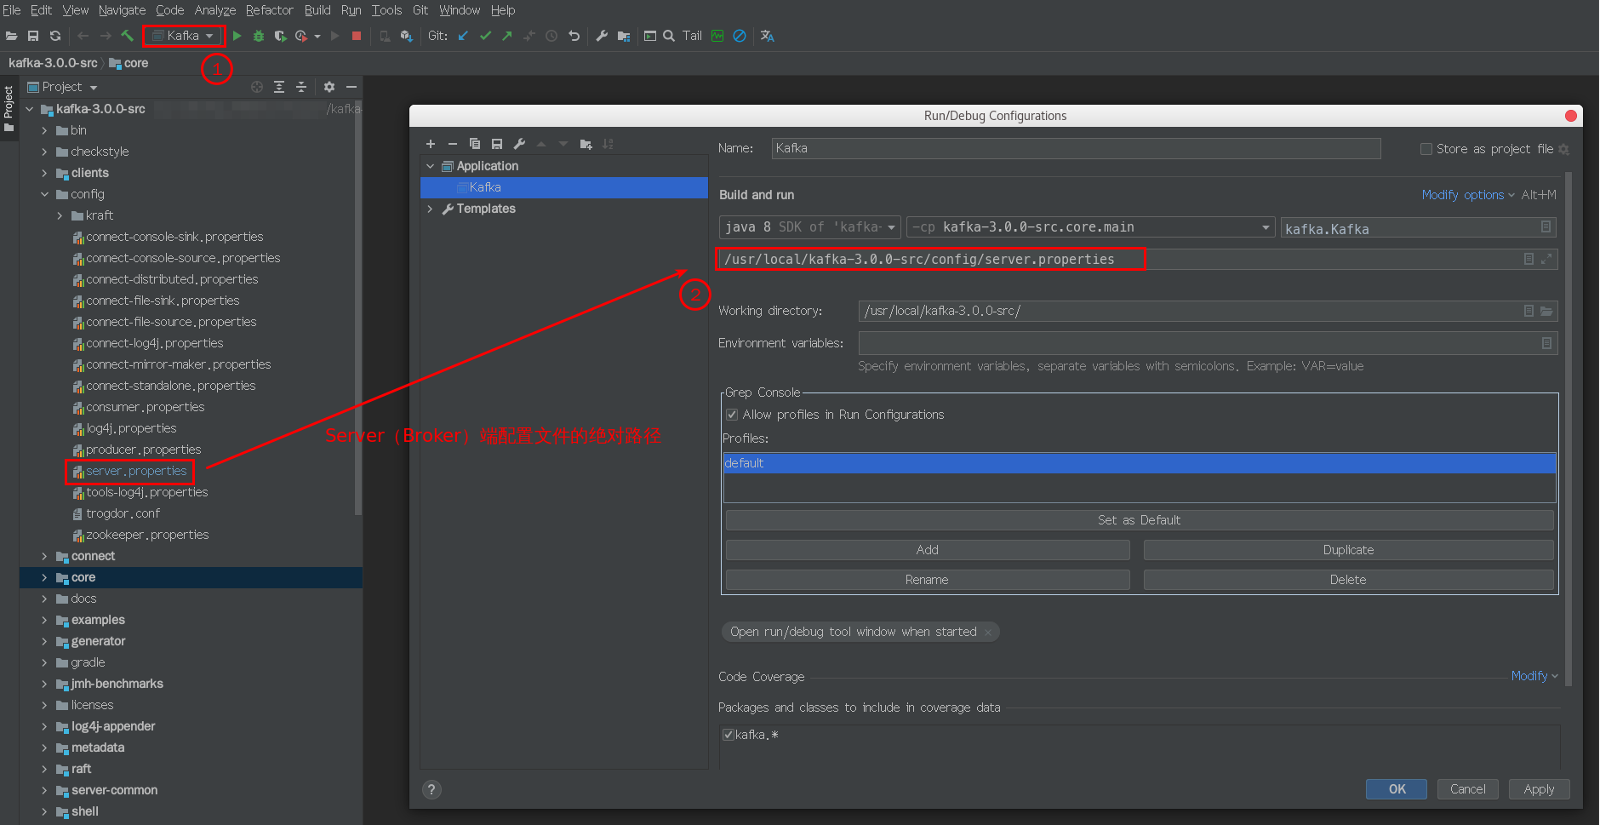 File Edit View Navigate Code Analyze Refactor Build Run Tools Git Window Help
Kafka Git: Tail
kafka-3.0.0-src core
1
Project
Project
kafka-3.0.0-src /kafka-
bin
checkstyle
clients
config
kraft
connect-console-sink.properties
connect-console-source.properties
connect-distributed.properties
connect-file-sink.properties
connect-file-source.properties
connect-log4j.properties
connect-mirror-maker.properties
connect-standalone.properties
consumer.properties
log4j.properties
producer.properties
server.properties
tools-log4j.properties
trogdor.conf
zookeeper.properties
connect
core
docs
examples
generator
gradle
jmh-benchmarks
licenses
log4j-appender
metadata
raft
server-common
shell
Server（Broker）端配置文件的绝对路径
Run/Debug Configurations
Application
Kafka
Templates
Name: Kafka Store as project file
Build and run Modify options Alt+M
java 8 SDK of 'kafka- -cp kafka-3.0.0-src.core.main kafka.Kafka
/usr/local/kafka-3.0.0-src/config/server.properties
2
Working directory: /usr/local/kafka-3.0.0-src/
Environment variables:
Specify environment variables, separate variables with semicolons. Example: VAR=value
Grep Console
Allow profiles in Run Configurations
Profiles:
default
Set as Default
Add Duplicate
Rename Delete
Open run/debug tool window when started
Code Coverage Modify
Packages and classes to include in coverage data
kafka.*
? OK Cancel Apply